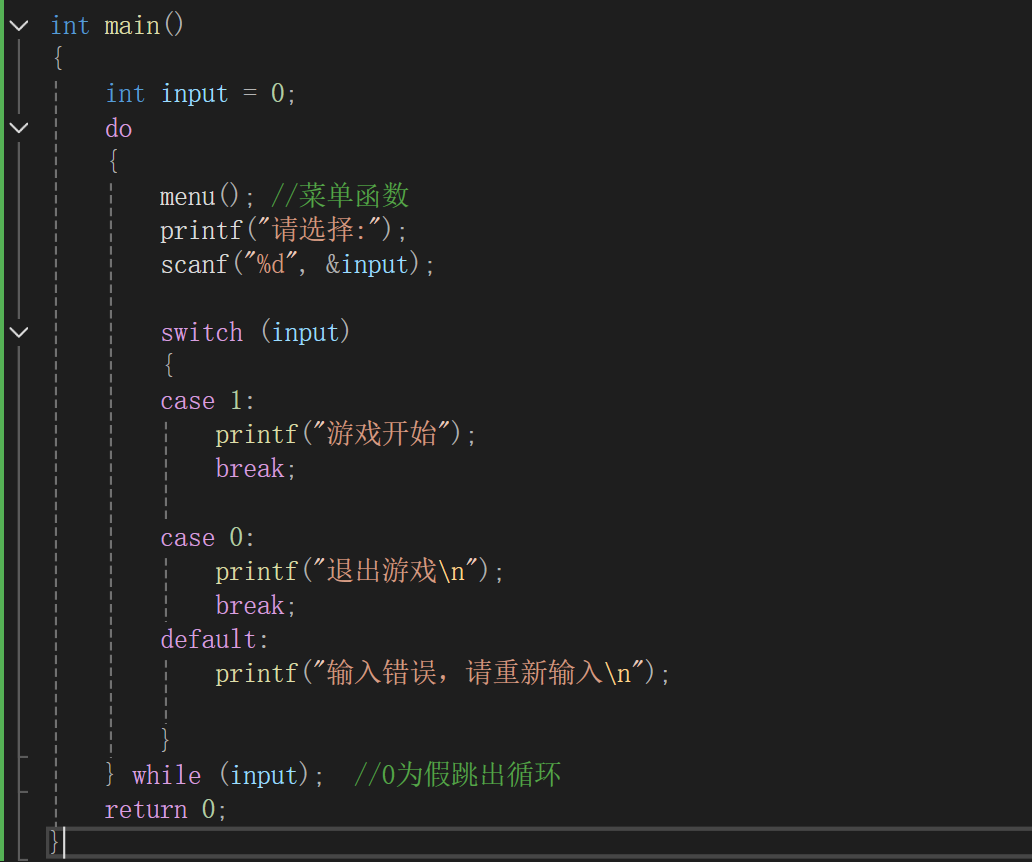 int main()
{
int input = 0;
do
{
menu(); //菜单函数
printf("请选择:");
scanf("%d", &input);
switch (input)
{
case 1:
printf("游戏开始");
break;
case 0:
printf("退出游戏\n");
break;
default:
printf("输入错误，请重新输入\n");
}
} while (input);  //0为假跳出循环
return 0;
}